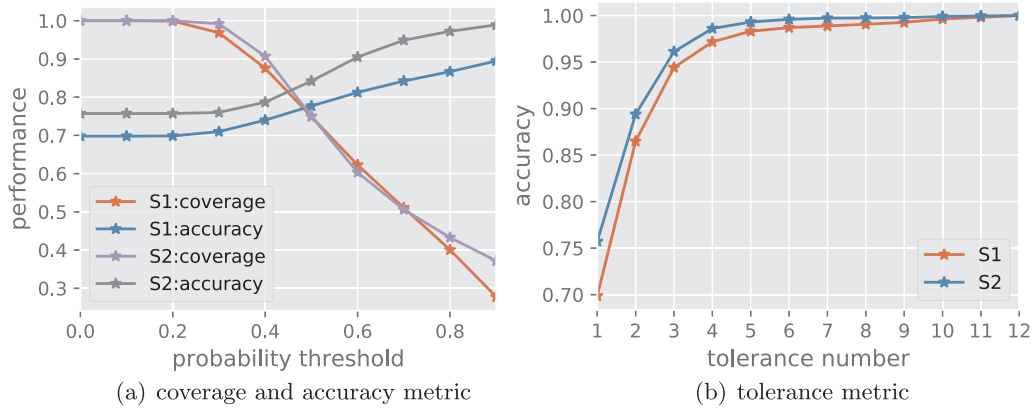 1.0
0.9
0.8
0.7
0.6
0.5
0.4
0.3
performance
S1:coverage
S1:accuracy
S2:coverage
S2:accuracy
0.0 0.2 0.4 0.6 0.8
probability threshold
(a) coverage and accuracy metric
1.00
0.95
0.90
0.85
0.80
0.75
0.70
accuracy
S1
S2
1 2 3 4 5 6 7 8 9 10 11 12
tolerance number
(b) tolerance metric